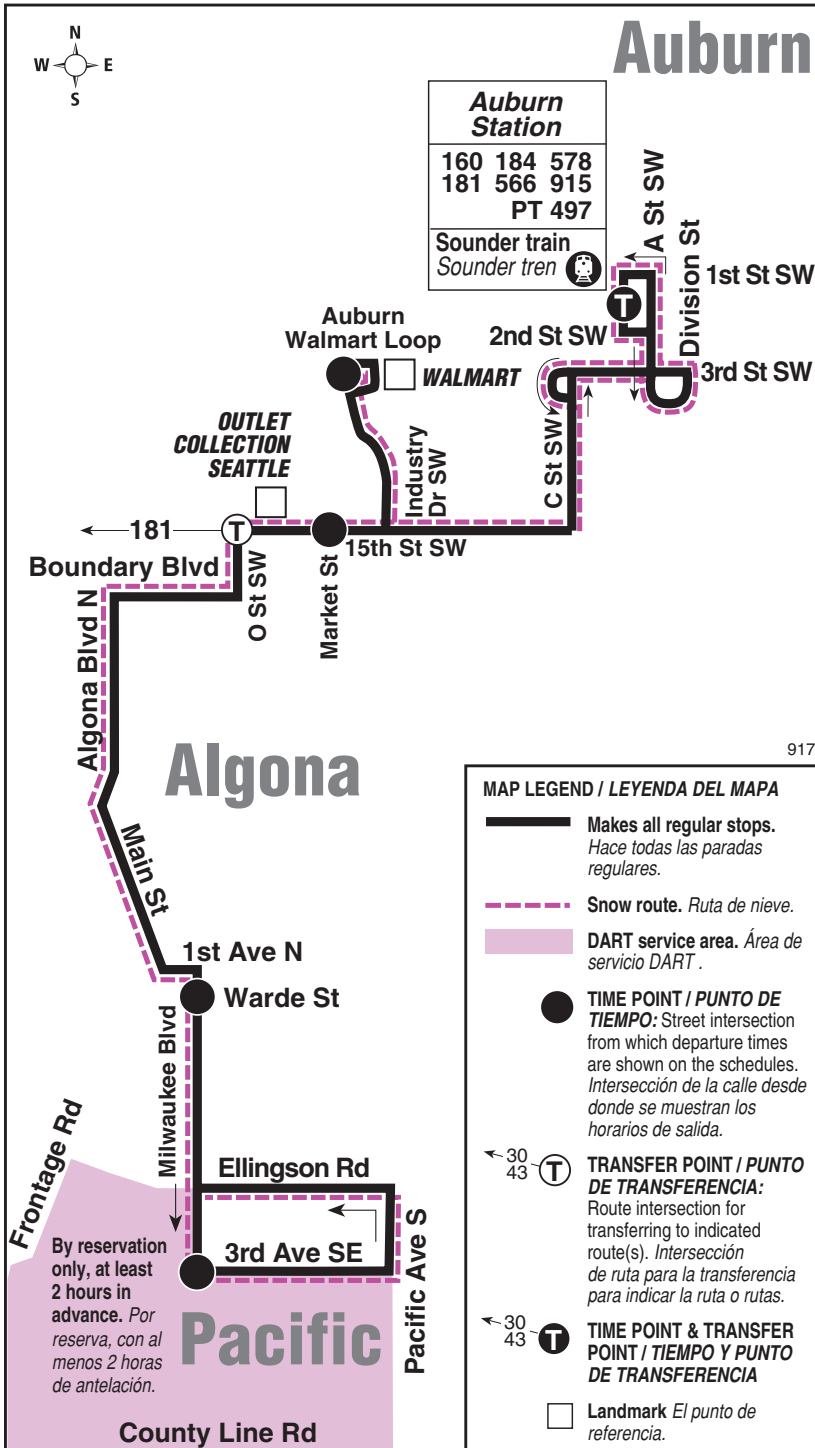 N
W E
S
Auburn
Auburn
Station
160 184 578
181 566 915
PT 497
Sounder train
Sounder tren
A St SW
Division St
1st St SW
T
2nd St SW
3rd St SW
Auburn
Walmart Loop
WALMART
OUTLET
COLLECTION
SEATTLE
Industry
Dr SW
C St SW
181
T
15th St SW
Boundary Blvd
O St SW
Market St
Algona Blvd N
Algona
Main St
1st Ave N
Warde St
Milwaukee Blvd
Frontage Rd
Ellingson Rd
3rd Ave SE
Pacific Ave S
By reservation
only, at least
2 hours in
advance. Por
reserva, con al
menos 2 horas
de antelación.
Pacific
County Line Rd
917
MAP LEGEND / LEYENDA DEL MAPA
Makes all regular stops.
Hace todas las paradas
regulares.
Snow route. Ruta de nieve.
DART service area. Área de
servicio DART .
TIME POINT / PUNTO DE
TIEMPO: Street intersection
from which departure times
are shown on the schedules.
Intersección de la calle desde
donde se muestran los
horarios de salida.
30
43
T
TRANSFER POINT / PUNTO
DE TRANSFERENCIA:
Route intersection for
transferring to indicated
route(s). Intersección
de ruta para la transferencia
para indicar la ruta o rutas.
30
43
T
TIME POINT & TRANSFER
POINT / TIEMPO Y PUNTO
DE TRANSFERENCIA
Landmark El punto de
referencia.